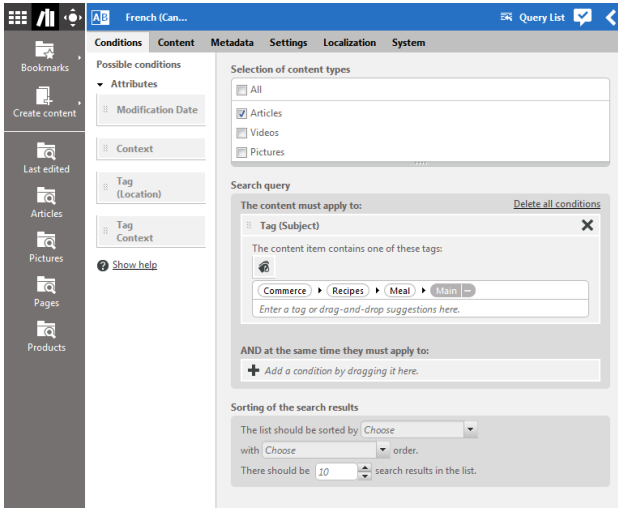 AB French (Can...
Query List
Conditions Content Metadata Settings Localization System
Bookmarks
Create content
Last edited
Articles
Pictures
Pages
Products
Possible conditions
Attributes
Modification Date
Context
Tag
(Location)
Tag
Context
? Show help
Selection of content types
All
Articles
Videos
Pictures
Search query
The content must apply to: Delete all conditions
Tag (Subject)
The content item contains one of these tags:
Commerce Recipes Meal Main
Enter a tag or drag-and-drop suggestions here.
AND at the same time they must apply to:
Add a condition by dragging it here.
Sorting of the search results
The list should be sorted by Choose
with Choose order.
There should be 10 search results in the list.